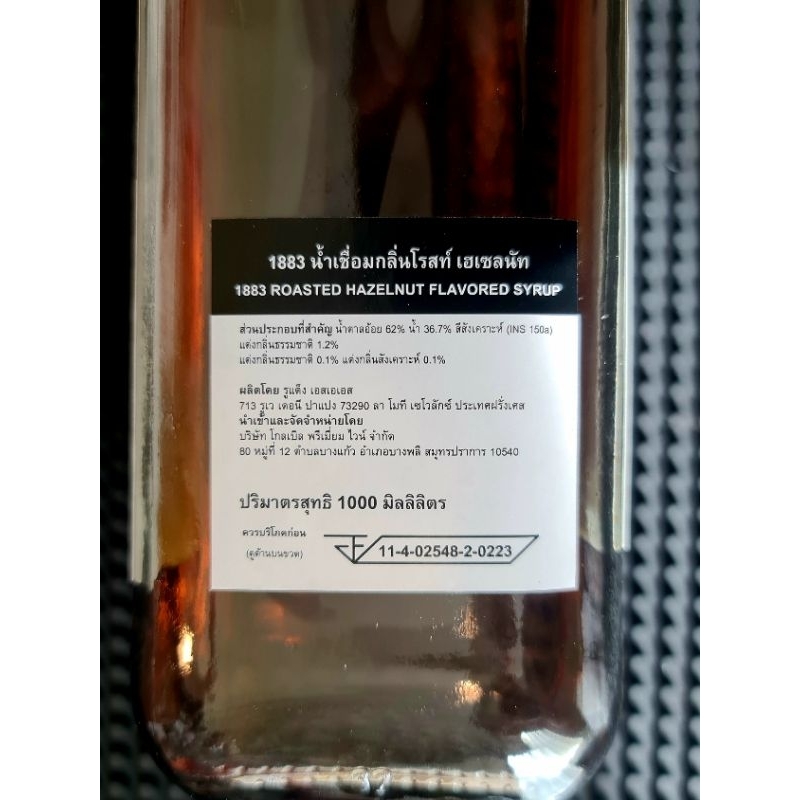 1883 น้ำเชื่อมกลิ่นโรสท์ เฮเซลนัท
1883 ROASTED HAZELNUT FLAVORED SYRUP
ส่วนประกอบที่สำคัญ น้ำตาลอ้อย 62% น้ำ 36.7% สีสังเคราะห์ (INS 150a)
แต่งกลิ่นธรรมชาติ 1.2%
แต่งกลิ่นธรรมชาติ 0.1% แต่งกลิ่นสังเคราะห์ 0.1%
ผลิตโดย รูแต็ง เอสเอเอส
713 รูเว เดอนี ปาแปง 73290 ลา โมที เซโวลักซ์ ประเทศฝรั่งเศส
นำเข้าและจัดจำหน่ายโดย
บริษัท โกลเบิล พรีเมี่ยม ไวน์ จำกัด
80 หมู่ที่ 12 ตำบลบางแก้ว อำเภอบางพลี สมุทรปราการ 10540
ปริมาตรสุทธิ 1000 มิลลิลิตร
ควรบริโภคก่อน
(ดูด้านบนขวด)
11-4-02548-2-0223